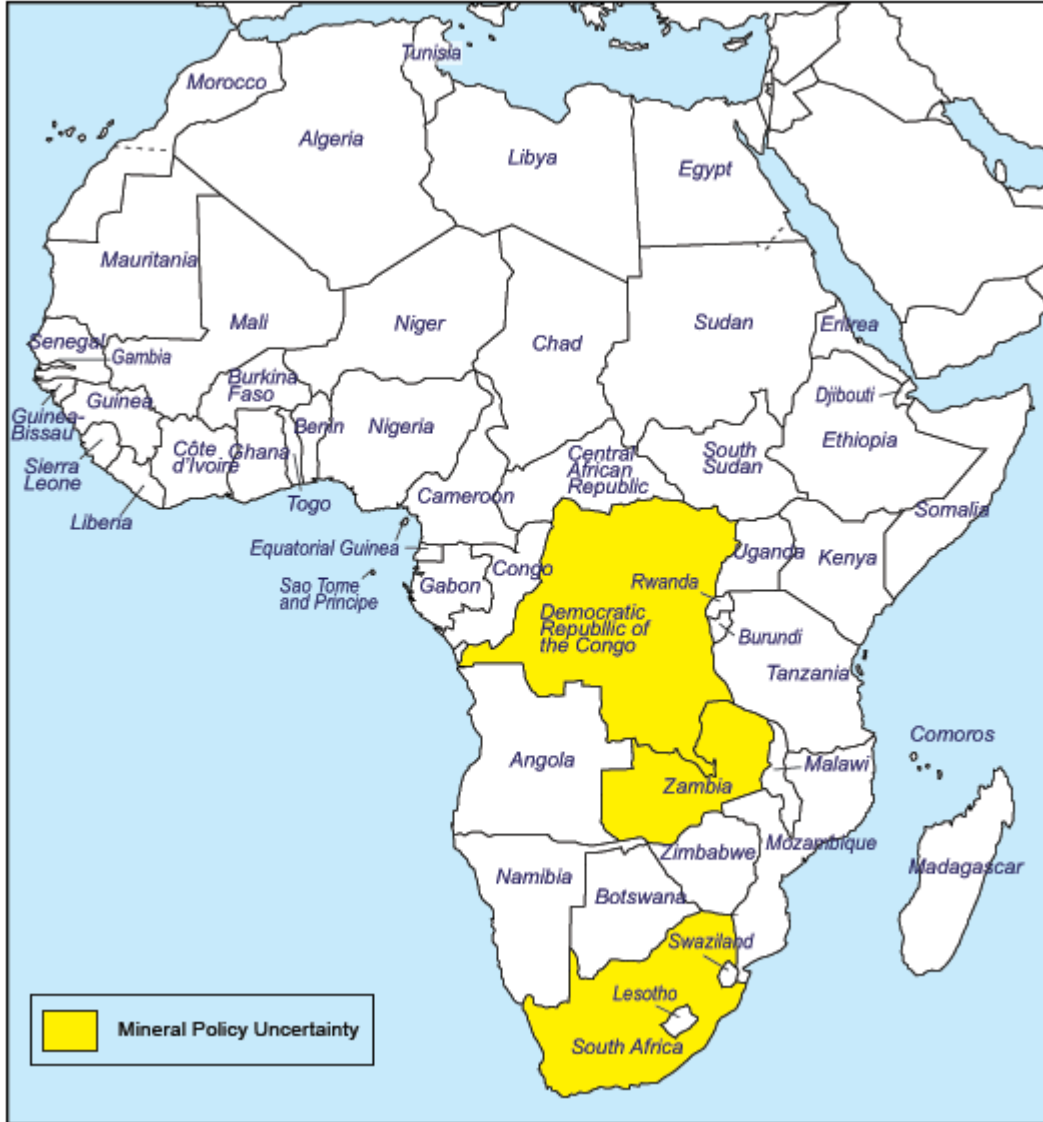 Tunisia
Morocco
Algeria
Libya
Egypt
Mauritania
Mali
Niger
Chad
Sudan
Eritrea
Senegal
Gambia
Burkina
Faso
Djibouti
Guinea
Guinea-
Bissau
Benin
Nigeria
Ethiopia
South
Sudan
Côte
d'Ivoire
Ghana
Sierra
Leone
Central
African
Republic
Cameroon
Togo
Liberia
Somalia
Equatorial Guinea
Uganda
Kenya
Congo
Gabon
Sao Tome
and Principe
Rwanda
Democratic
Republlic of
the Congo
Burundi
Tanzania
Comoros
Angola
Malawi
Zambia
Mozambique
Zimbabwe
Madagascar
Namibia
Botswana
Swaziland
Lesotho
South Africa
Mineral Policy Uncertainty